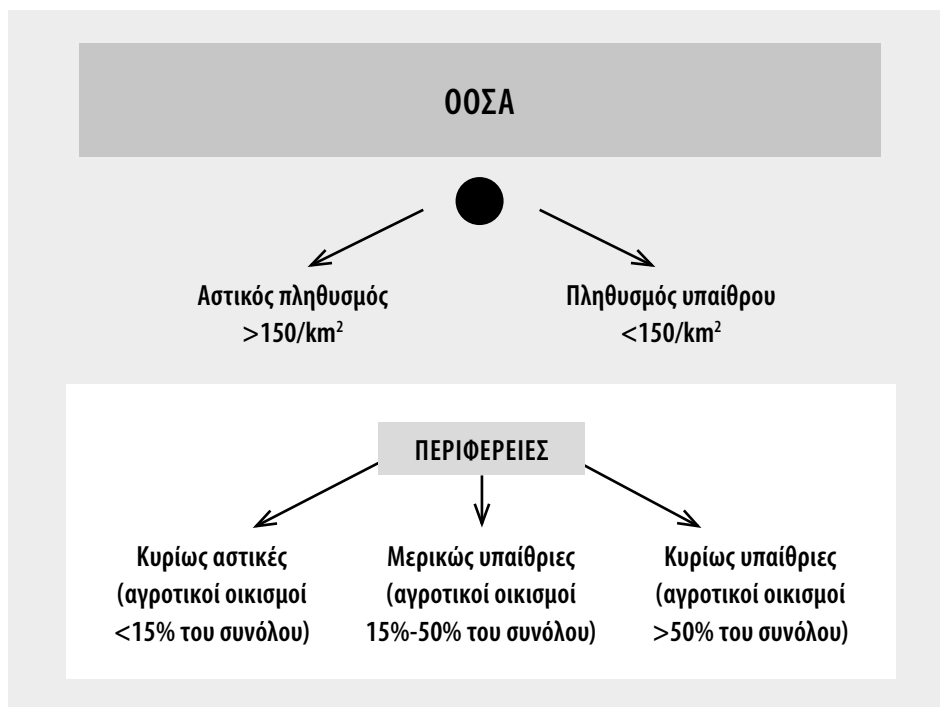 ΟΟΣΑ
Αστικός πληθυσμός
>150/km²
Πληθυσμός υπαίθρου
<150/km²
ΠΕΡΙΦΕΡΕΙΕΣ
Κυρίως αστικές
(αγροτικοί οικισμοί
<15% του συνόλου)
Μερικώς υπαίθριες
(αγροτικοί οικισμοί
15%-50% του συνόλου)
Κυρίως υπαίθριες
(αγροτικοί οικισμοί
>50% του συνόλου)